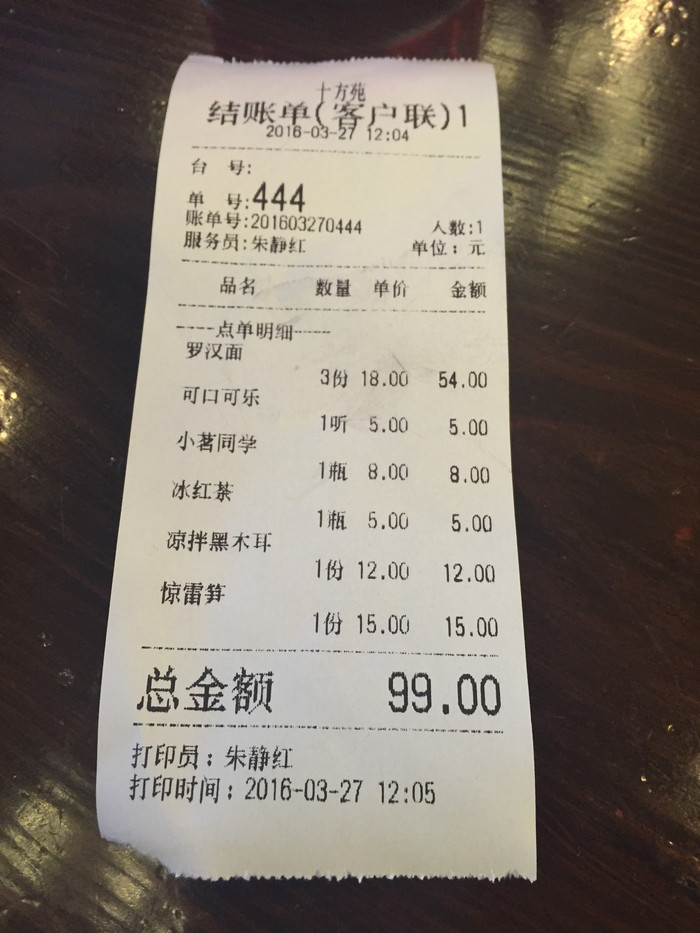 十方苑
结账单(客户联)1
2016-03-27 12:04
台 号:
单 号:444
账单号:201603270444 人数:1
服务员:朱静红 单位：元
品名 数量 单价 金额
----点单明细----
罗汉面
3份 18.00 54.00
可口可乐
1听 5.00 5.00
小茗同学
1瓶 8.00 8.00
冰红茶
1瓶 5.00 5.00
凉拌黑木耳
1份 12.00 12.00
惊雷笋
1份 15.00 15.00
总金额 99.00
打印员：朱静红
打印时间：2016-03-27 12:05